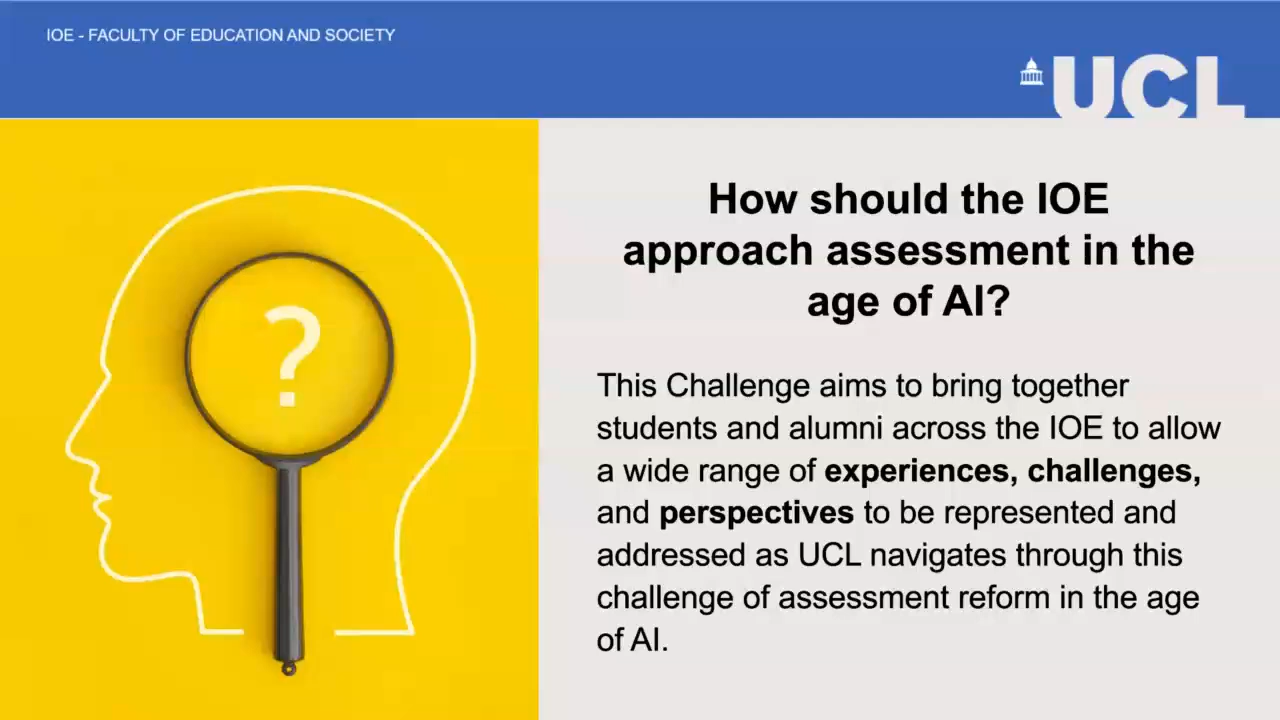 IOE - FACULTY OF EDUCATION AND SOCIETY
UCL
?
How should the IOE
approach assessment in the
age of AI?
This Challenge aims to bring together
students and alumni across the IOE to allow
a wide range of experiences, challenges,
and perspectives to be represented and
addressed as UCL navigates through this
challenge of assessment reform in the age
of AI.